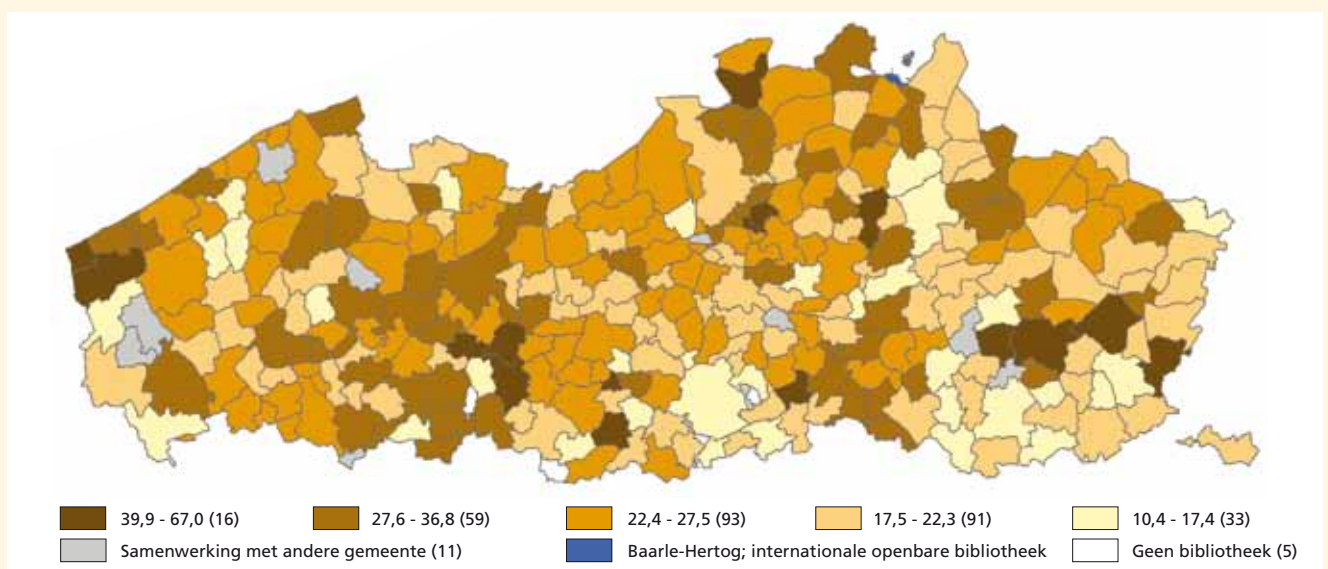 39,9 - 67,0 (16) 27,6 - 36,8 (59) 22,4 - 27,5 (93) 17,5 - 22,3 (91) 10,4 - 17,4 (33)
Samenwerking met andere gemeente (11) Baarle-Hertog; internationale openbare bibliotheek Geen bibliotheek (5)